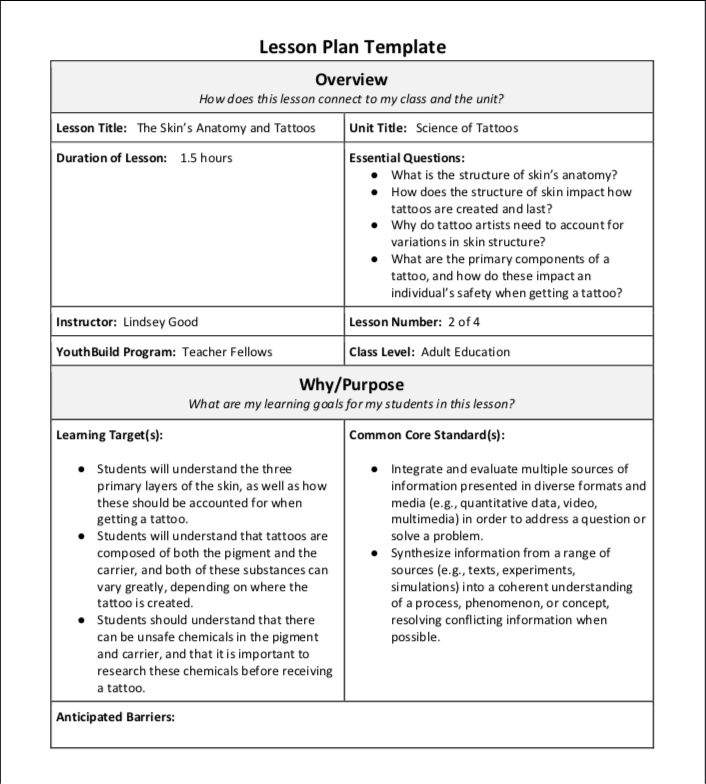 Lesson Plan Template
Overview
How does this lesson connect to my class and the unit?
Lesson Title: The Skin's Anatomy and Tattoos
Unit Title: Science of Tattoos
Duration of Lesson: 1.5 hours
Essential Questions:
● What is the structure of skin's anatomy?
● How does the structure of skin impact how
tattoos are created and last?
● Why do tattoo artists need to account for
variations in skin structure?
● What are the primary components of a
tattoo, and how do these impact an
individual's safety when getting a tattoo?
Instructor: Lindsey Good
Lesson Number: 2 of 4
YouthBuild Program: Teacher Fellows
Class Level: Adult Education
Why/Purpose
What are my learning goals for my students in this lesson?
Learning Target(s):
● Students will understand the three
primary layers of the skin, as well as how
these should be accounted for when
getting a tattoo.
● Students will understand that tattoos are
composed of both the pigment and the
carrier, and both of these substances can
vary greatly, depending on where the
tattoo is created.
● Students should understand that there
can be unsafe chemicals in the pigment
and carrier, and that it is important to
research these chemicals before receiving
a tattoo.
Common Core Standard(s):
● Integrate and evaluate multiple sources of
information presented in diverse formats and
media (e.g., quantitative data, video,
multimedia) in order to address a question or
solve a problem.
● Synthesize information from a range of
sources (e.g., texts, experiments,
simulations) into a coherent understanding
of a process, phenomenon, or concept,
resolving conflicting information when
possible.
Anticipated Barriers: